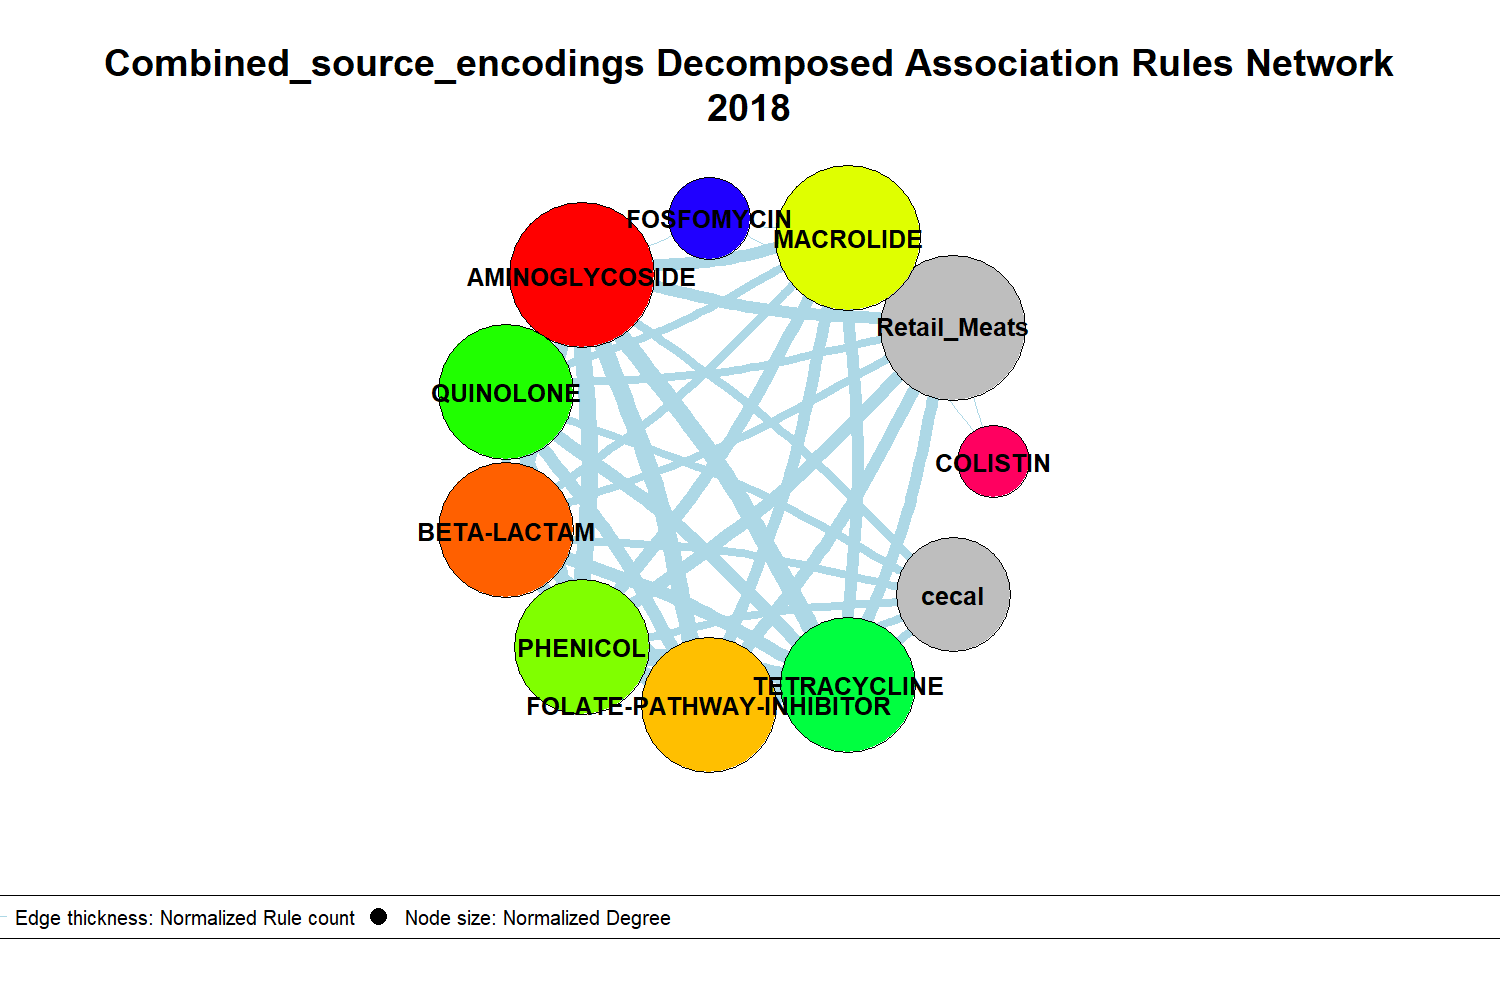 Combined_source_encodings Decomposed Association Rules Network
2018
FOSFOMYCIN
MACROLIDE
AMINOGLYCOSIDE
Retail_Meats
QUINOLONE
COLISTIN
BETA-LACTAM
cecal
PHENICOL
TETRACYCLINE
FOLATE-PATHWAY-INHIBITOR
Edge thickness: Normalized Rule count
Node size: Normalized Degree